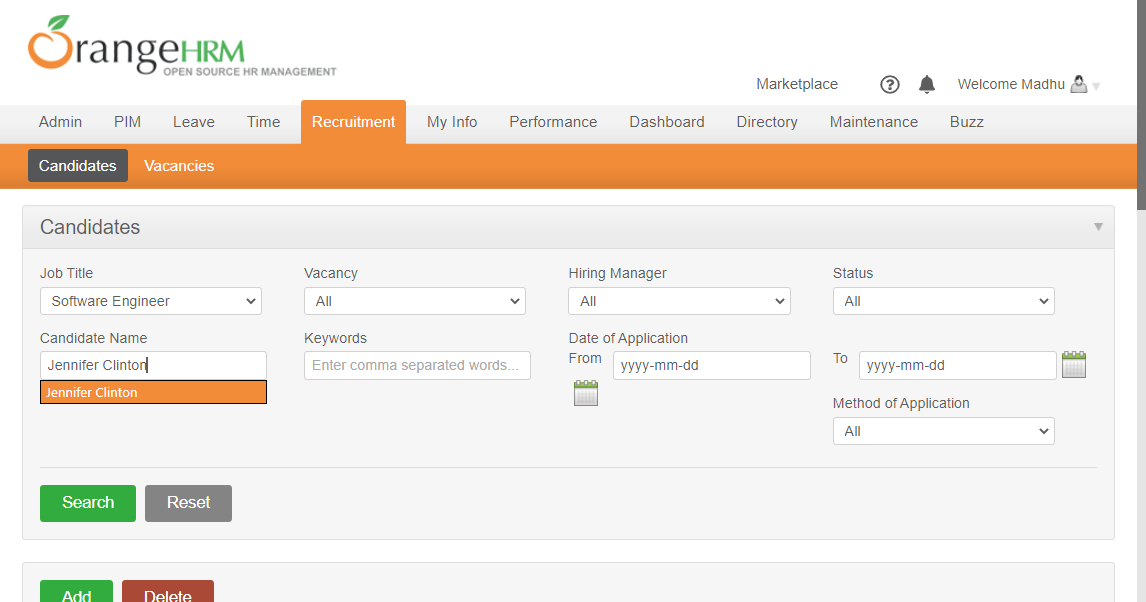 OrangeHRM
OPEN SOURCE HR MANAGEMENT
Marketplace ? Welcome Madhu
Admin PIM Leave Time Recruitment My Info Performance Dashboard Directory Maintenance Buzz
Candidates Vacancies
Candidates
Job Title Vacancy Hiring Manager Status
Software Engineer All All All
Candidate Name Keywords Date of Application
From yyyy-mm-dd To yyyy-mm-dd
Jennifer Clinton Enter comma separated words...
Jennifer Clinton
Method of Application
All
Search Reset
Add Delete